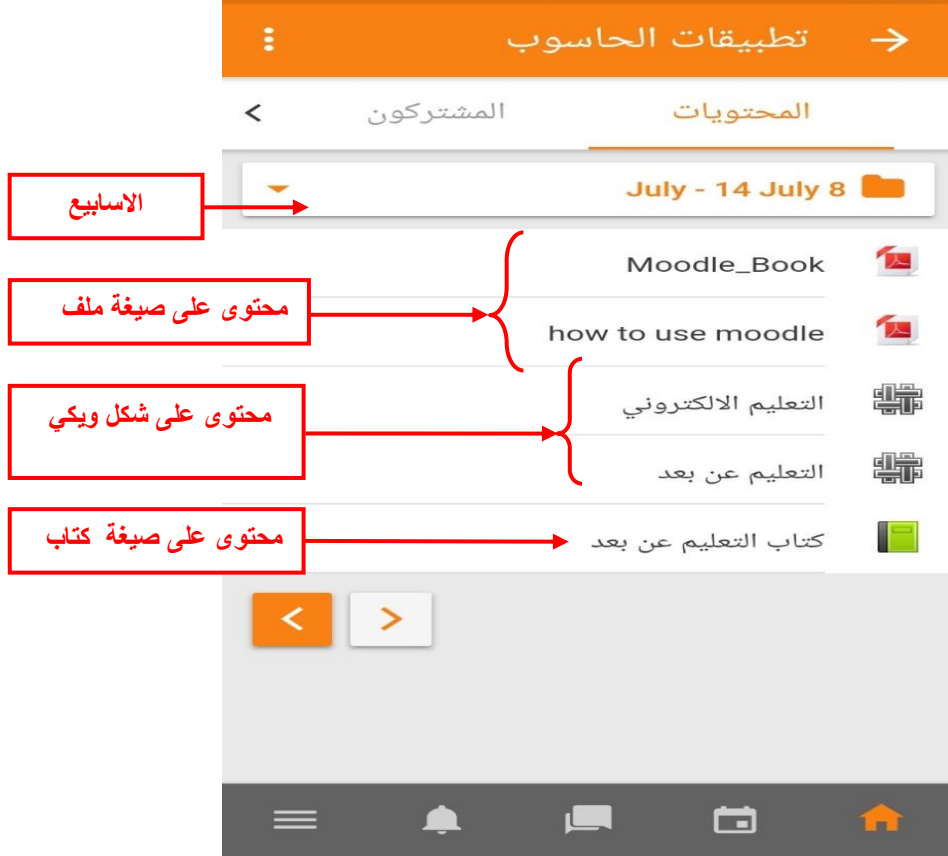 تطبيقات الحاسوب
المحتويات
المشتركون
8 July - 14 July
الاسابيع
Moodle_Book
محتوى على صيغة ملف
how to use moodle
التعليم الالكتروني
محتوى على شكل ويكي
التعليم عن بعد
كتاب التعليم عن بعد
محتوى على صيغة كتاب